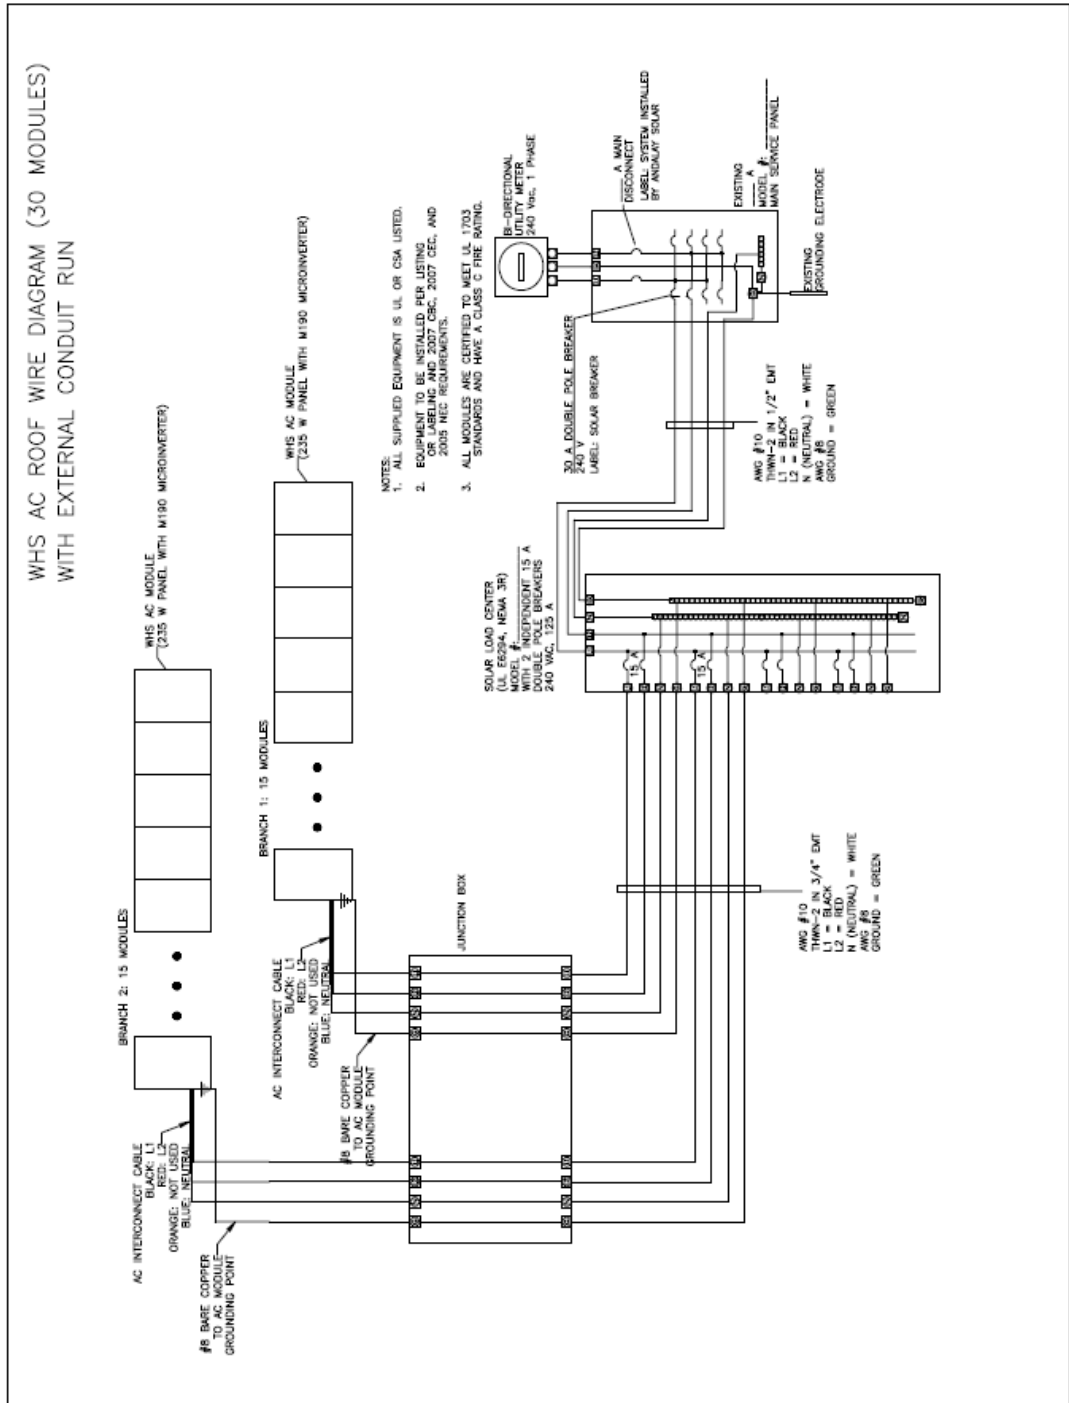 WHS AC ROOF WIRE DIAGRAM (30 MODULES)
WITH EXTERNAL CONDUIT RUN
WHS AC MODULE
(235 W PANEL WITH M190 MICROINVERTER)
BRANCH 2: 15 MODULES
AC INTERCONNECT CABLE
BLACK: L1
RED: L2
ORANGE: NOT USED
BLUE: NEUTRAL
#8 BARE COPPER
TO AC MODULE
GROUNDING POINT
WHS AC MODULE
(235 W PANEL WITH M190 MICROINVERTER)
BRANCH 1: 15 MODULES
AC INTERCONNECT CABLE
BLACK: L1
RED: L2
ORANGE: NOT USED
BLUE: NEUTRAL
#8 BARE COPPER
TO AC MODULE
GROUNDING POINT
NOTES:
1. ALL SUPPLIED EQUIPMENT IS UL OR CSA LISTED.
2. EQUIPMENT TO BE INSTALLED PER LISTING
OR LABELING AND 2007 CBC, 2007 CEC, AND
2005 NEC REQUIREMENTS.
3. ALL MODULES ARE CERTIFIED TO MEET UL 1703
STANDARDS AND HAVE A CLASS C FIRE RATING.
JUNCTION BOX
SOLAR LOAD CENTER
(UL E6294, NEMA 3R)
MODEL #:
WITH 2 INDEPENDENT 15 A
DOUBLE POLE BREAKERS
240 VAC, 125 A
15 A
15 A
30 A DOUBLE POLE BREAKER
240 V
LABEL: SOLAR BREAKER
BI-DIRECTIONAL
UTILITY METER
240 Vac, 1 PHASE
A MAIN
DISCONNECT
LABEL: SYSTEM INSTALLED
BY ANDALAY SOLAR
EXISTING
A
MODEL #:
MAIN SERVICE PANEL
EXISTING
GROUNDING ELECTRODE
AWG #10
THWN-2 IN 1/2" EMT
L1 = BLACK
L2 = RED
N (NEUTRAL) = WHITE
AWG #8
GROUND = GREEN
AWG #10
THWN-2 IN 3/4" EMT
L1 = BLACK
L2 = RED
N (NEUTRAL) = WHITE
AWG #8
GROUND = GREEN